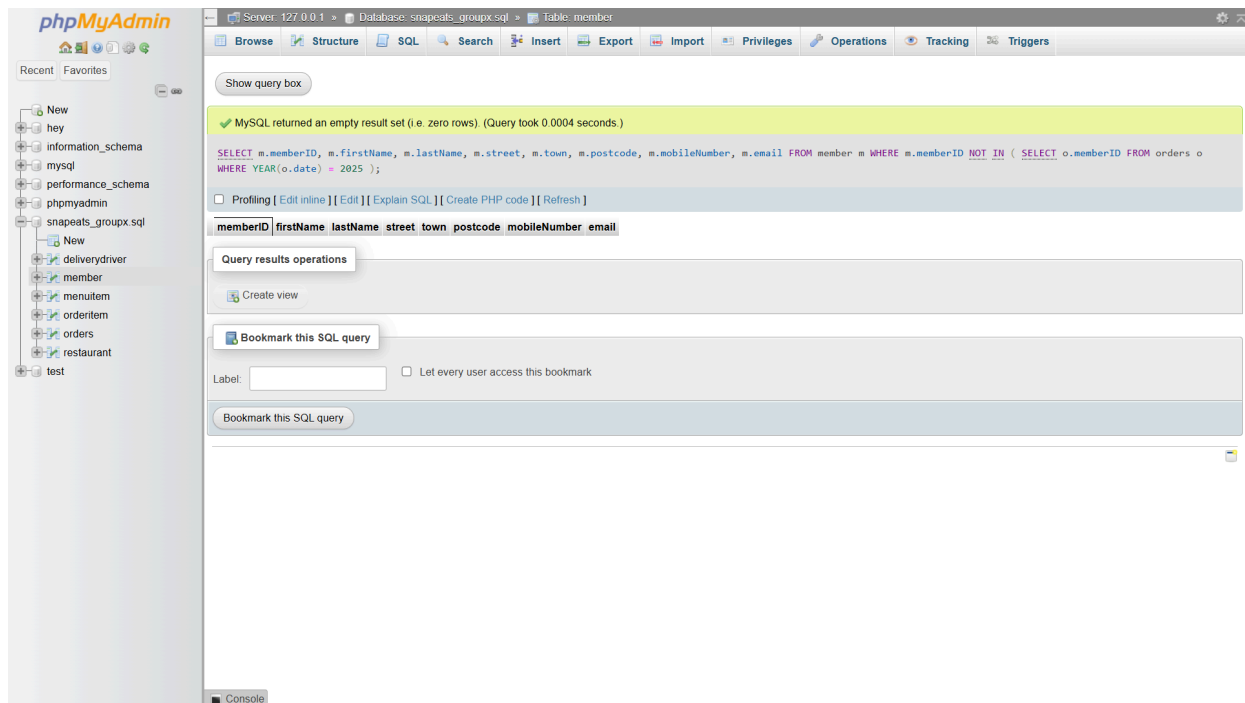 phpMyAdmin
Recent Favorites
New
hey
information_schema
mysql
performance_schema
phpmyadmin
snapeats_groupx.sql
New
deliverydriver
member
menuitem
orderitem
orders
restaurant
test
Server: 127.0.0.1 » Database: snapeats_groupx.sql » Table: member
Browse Structure SQL Search Insert Export Import Privileges Operations Tracking Triggers
Show query box
MySQL returned an empty result set (i.e. zero rows). (Query took 0.0004 seconds.)
SELECT m.memberID, m.firstName, m.lastName, m.street, m.town, m.postcode, m.mobileNumber, m.email FROM member m WHERE m.memberID NOT IN ( SELECT o.memberID FROM orders o
WHERE YEAR(o.date) = 2025 );
Profiling [ Edit inline ] [ Edit ] [ Explain SQL ] [ Create PHP code ] [ Refresh ]
memberID firstName lastName street town postcode mobileNumber email
Query results operations
Create view
Bookmark this SQL query
Label: Let every user access this bookmark
Bookmark this SQL query
Console